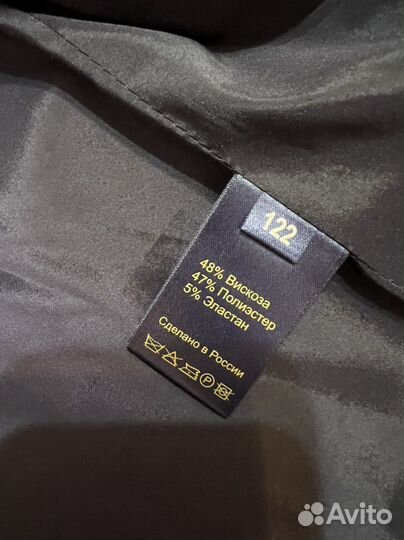 122
48% Вискоза
47% Полиэстер
5% Эластан
Сделано в России
Avito